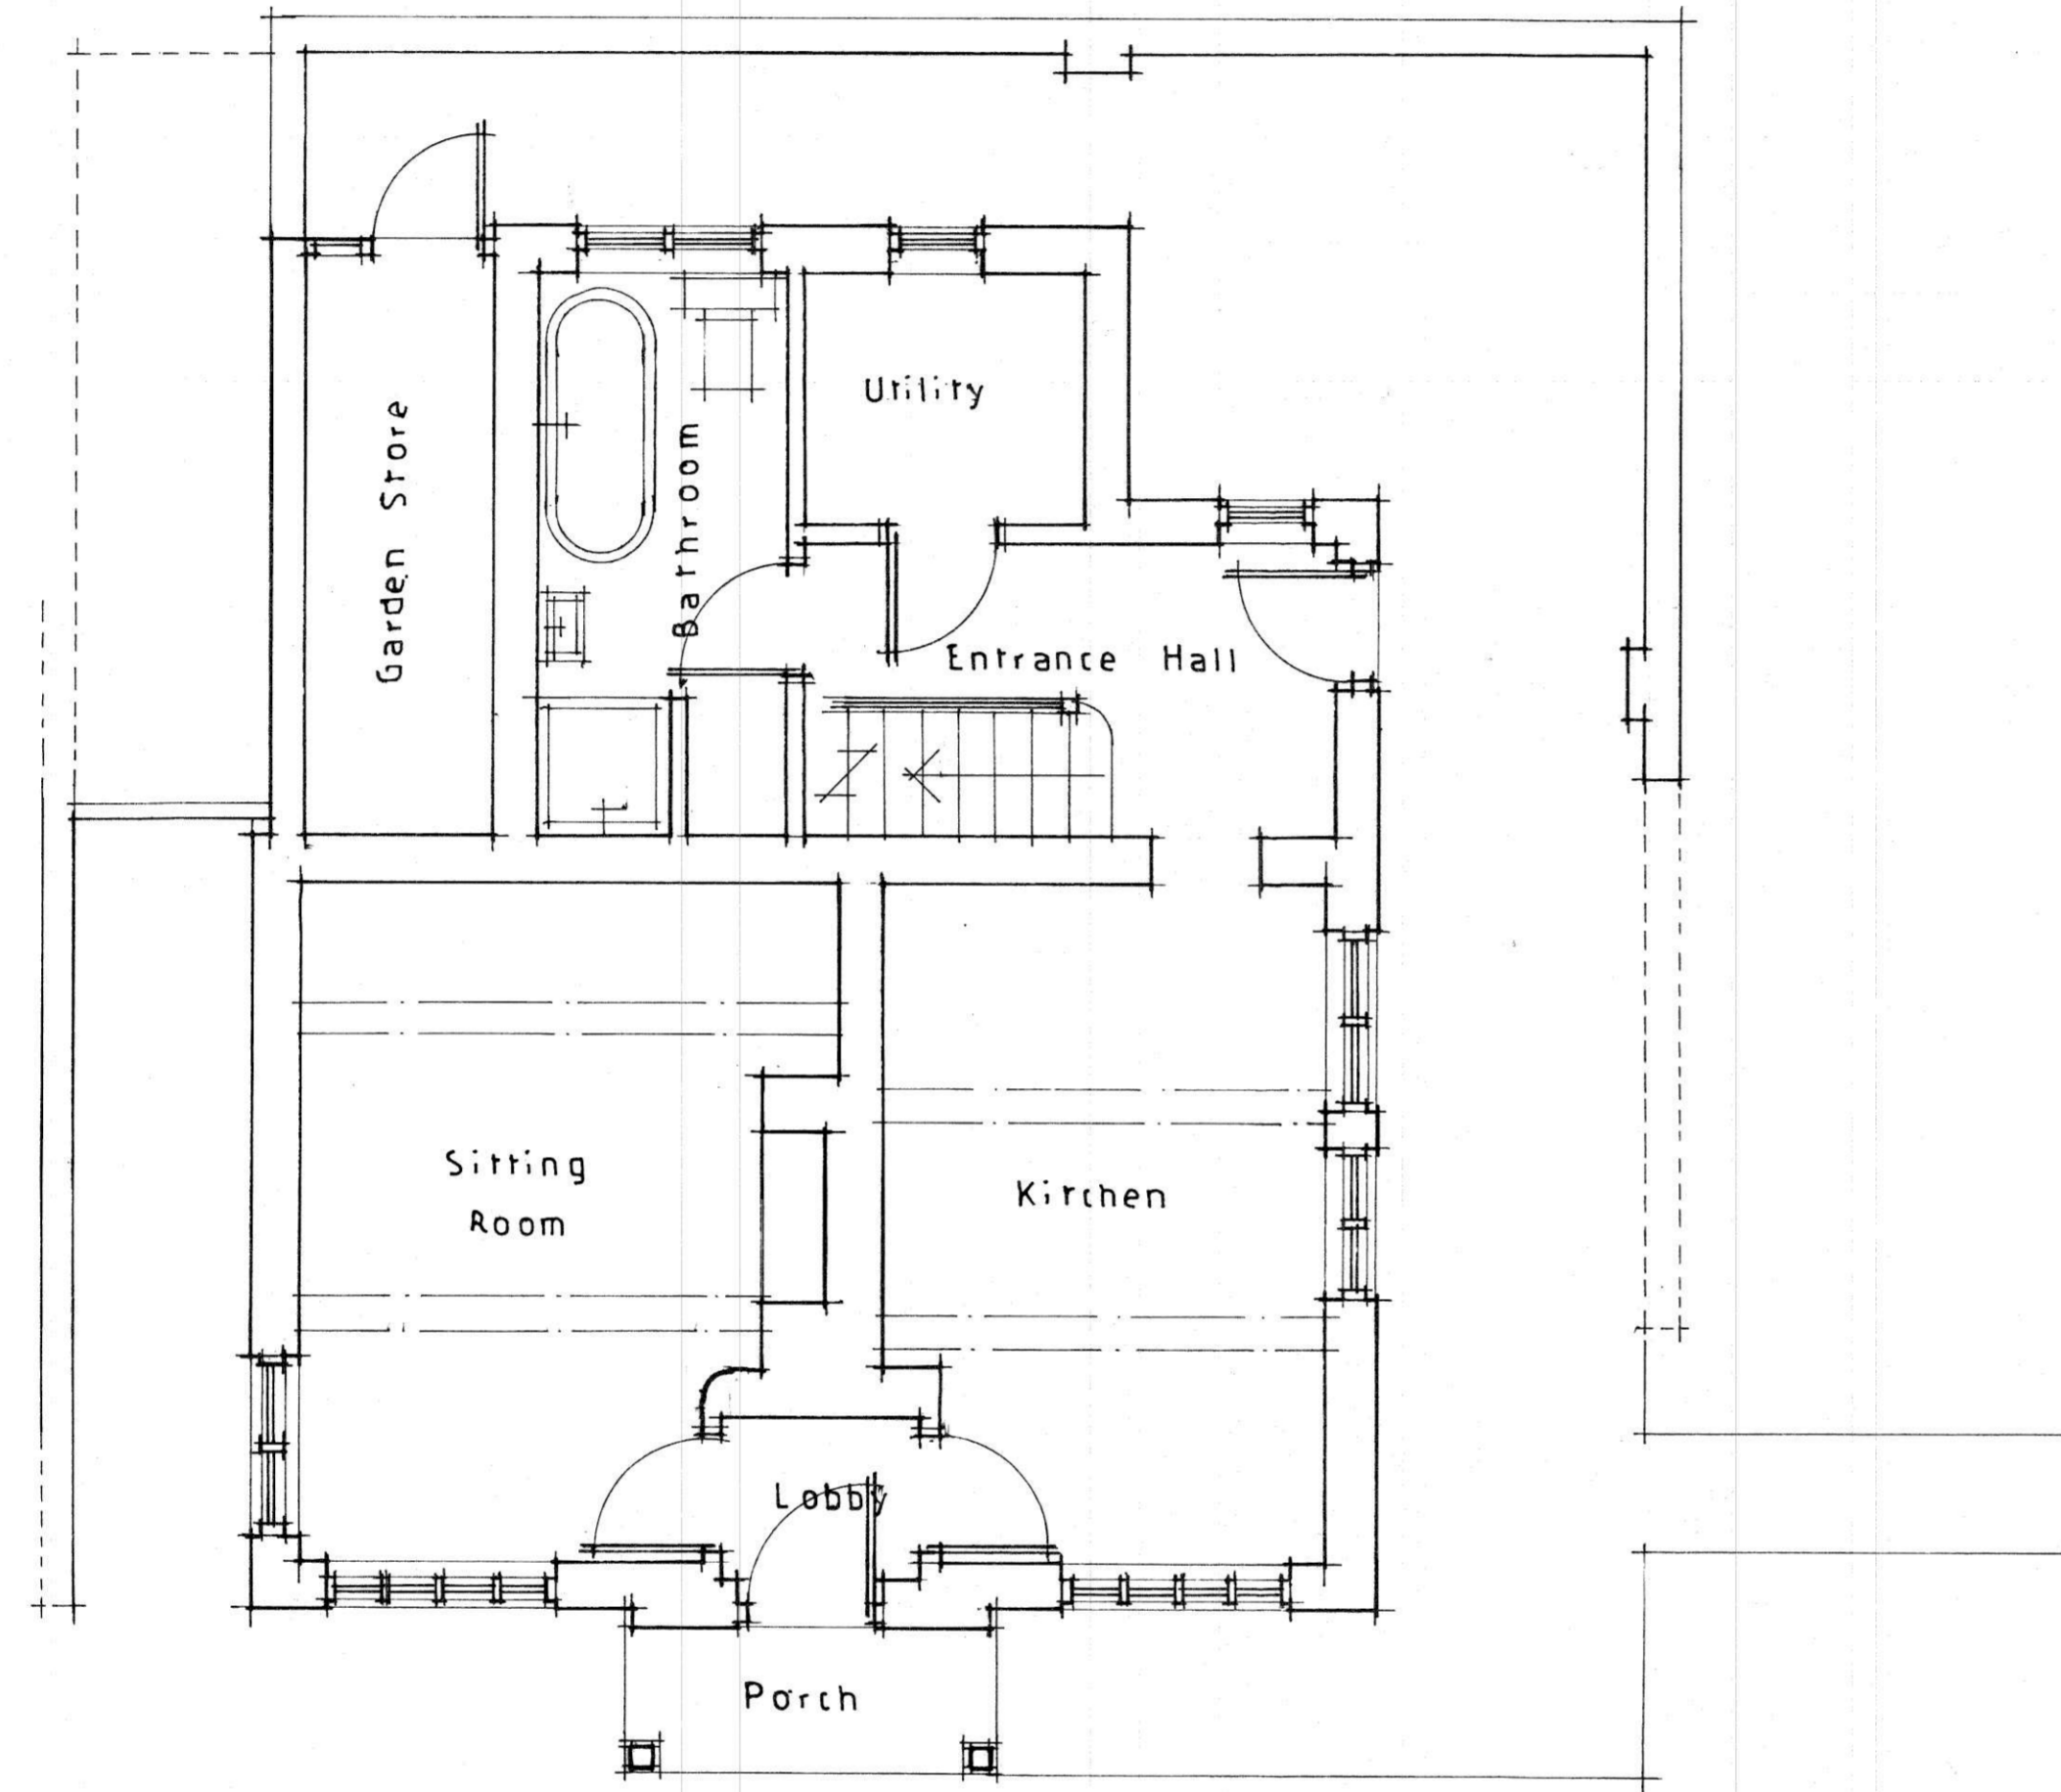 Utility
Garden Store
Bathroom
Entrance Hall
Sitting
Room
Kitchen
Lobby
Porch